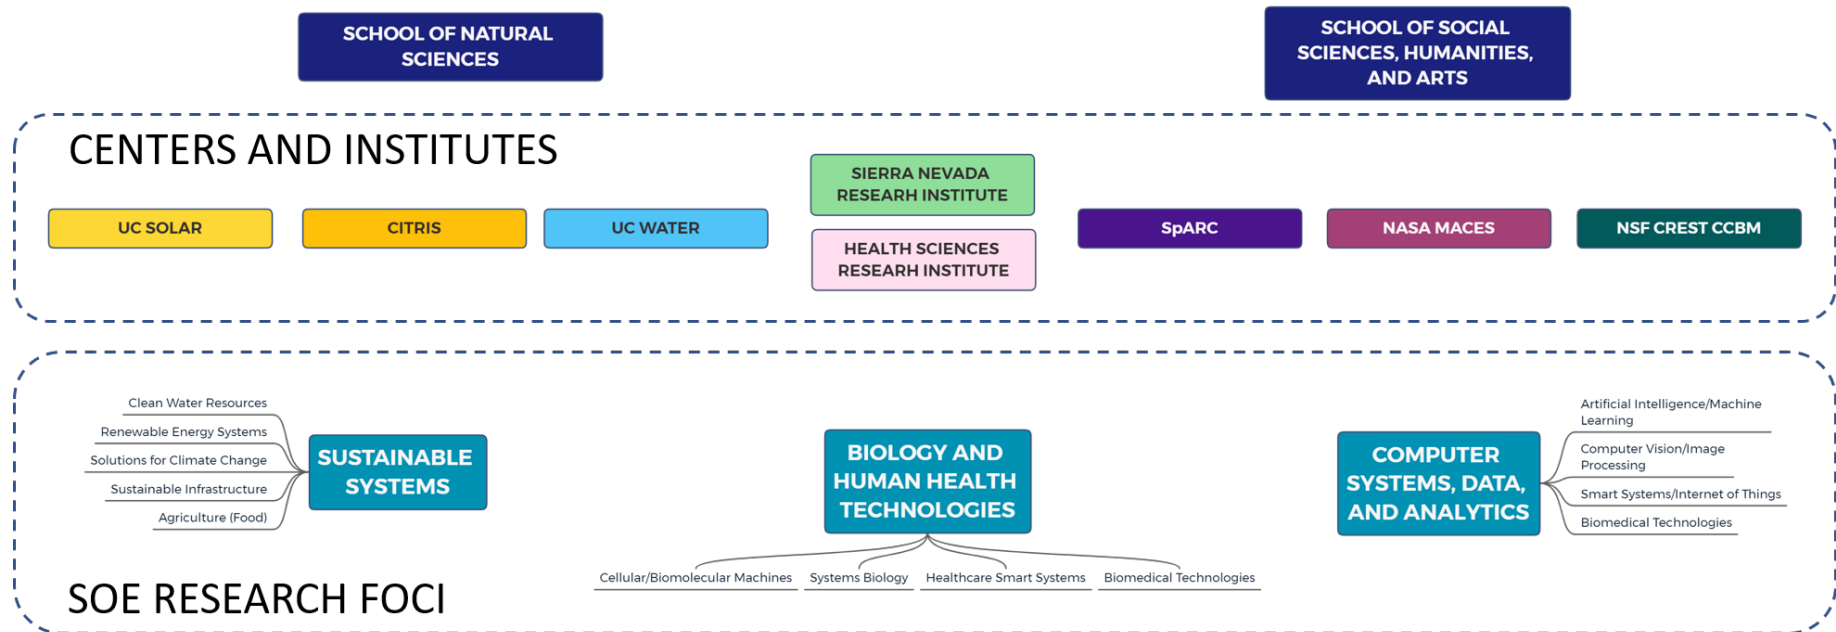 SCHOOL OF NATURAL
SCIENCES
SCHOOL OF SOCIAL
SCIENCES, HUMANITIES,
AND ARTS
CENTERS AND INSTITUTES
UC SOLAR
CITRIS
UC WATER
SIERRA NEVADA
RESEARH INSTITUTE
HEALTH SCIENCES
RESEARH INSTITUTE
SpARC
NASA MACES
NSF CREST CCBM
Clean Water Resources
Renewable Energy Systems
Solutions for Climate Change
Sustainable Infrastructure
Agriculture (Food)
SUSTAINABLE
SYSTEMS
BIOLOGY AND
HUMAN HEALTH
TECHNOLOGIES
Cellular/Biomolecular Machines
Systems Biology
Healthcare Smart Systems
Biomedical Technologies
COMPUTER
SYSTEMS, DATA,
AND ANALYTICS
Artificial Intelligence/Machine
Learning
Computer Vision/Image
Processing
Smart Systems/Internet of Things
Biomedical Technologies
SOE RESEARCH FOCI